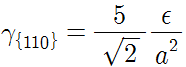 γ_{110} = 5/√2 ϵ/a²